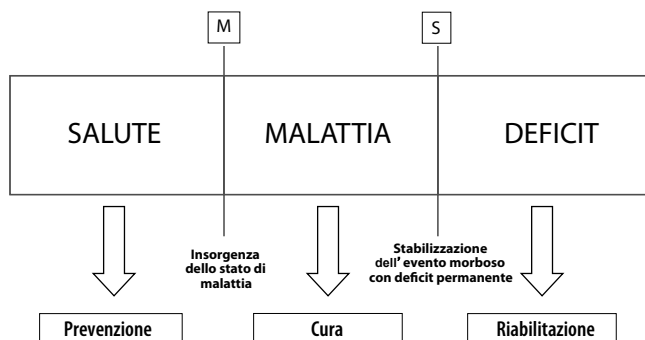 M
S
SALUTE
MALATTIA
DEFICIT
Insorgenza
dello stato di
malattia
Stabilizzazione
dell’evento morboso
con deficit permanente
Prevenzione
Cura
Riabilitazione